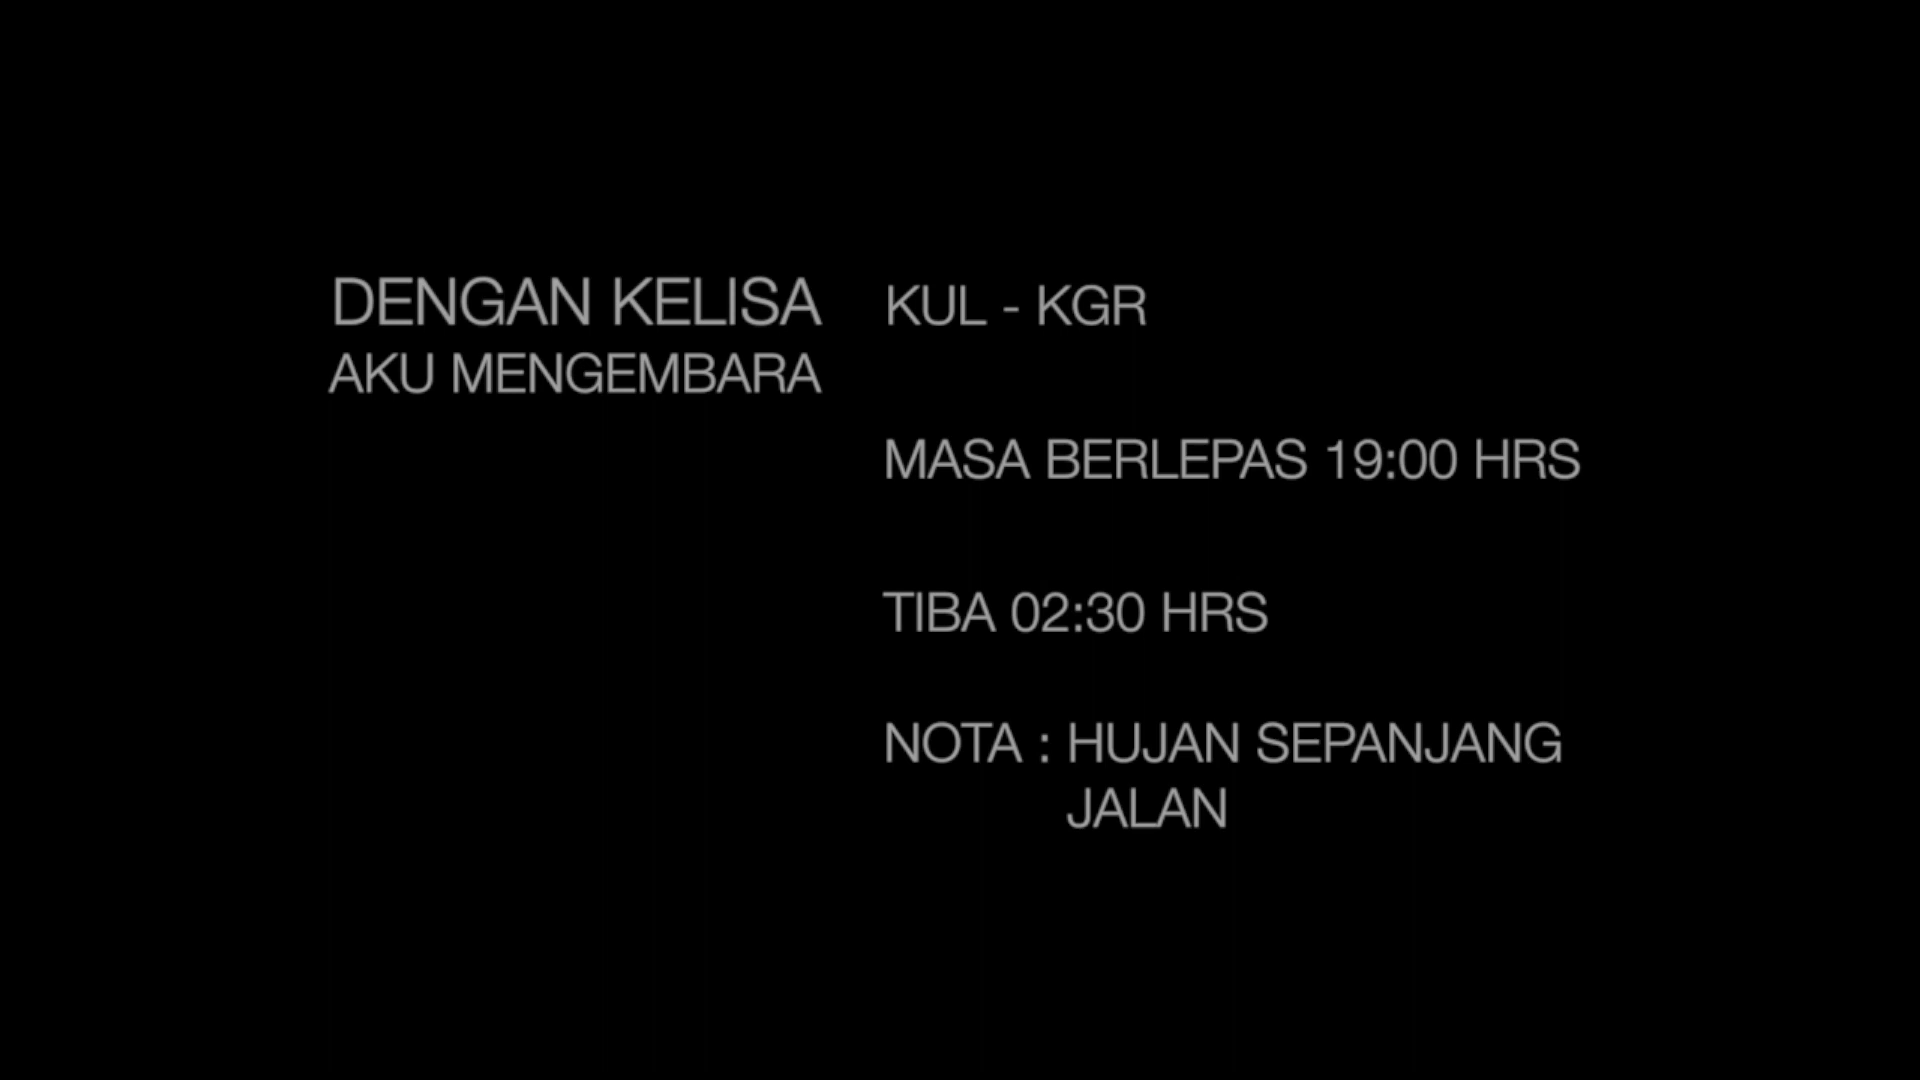 DENGAN KELISA
AKU MENGEMBARA
KUL - KGR
MASA BERLEPAS 19:00 HRS
TIBA 02:30 HRS
NOTA : HUJAN SEPANJANG
JALAN